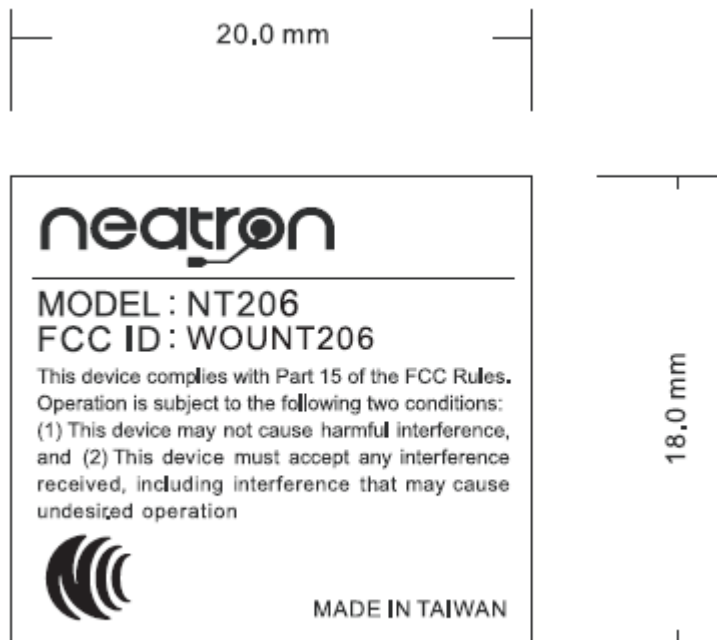 20.0 mm
neatron
MODEL : NT206
FCC ID : WOUNT206
This device complies with Part 15 of the FCC Rules.
Operation is subject to the following two conditions:
(1) This device may not cause harmful interference,
and (2) This device must accept any interference
received, including interference that may cause
undesired operation
MADE IN TAIWAN
18.0 mm